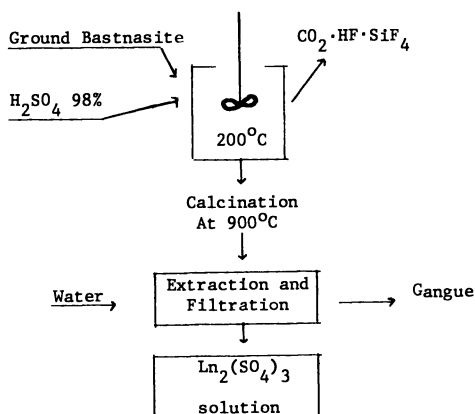 Ground Bastnasite
CO2·HF·SiF4
H2SO4 98%
200°C
Calcination
At 900°C
Water
Extraction and
Filtration
Gangue
Ln2(SO4)3
solution